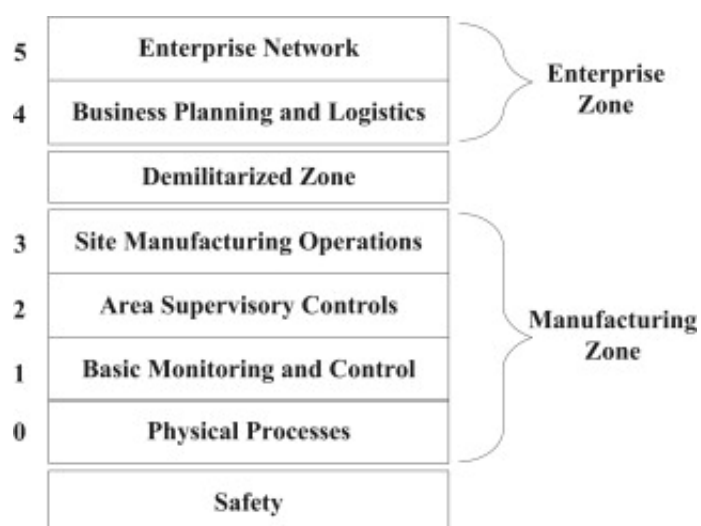 5 Enterprise Network
4 Business Planning and Logistics
Enterprise
Zone
Demilitarized Zone
3 Site Manufacturing Operations
2 Area Supervisory Controls
1 Basic Monitoring and Control
0 Physical Processes
Manufacturing
Zone
Safety